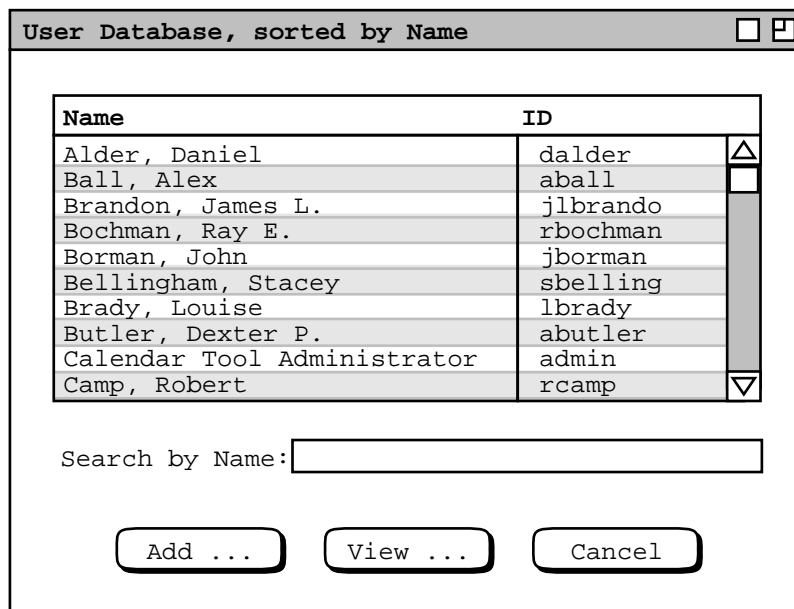 User Database, sorted by Name
Name ID
Alder, Daniel dalder
Ball, Alex aball
Brandon, James L. jlbrando
Bochman, Ray E. rbochman
Borman, John jborman
Bellingham, Stacey sbelling
Brady, Louise lbrady
Butler, Dexter P. abutler
Calendar Tool Administrator admin
Camp, Robert rcamp
Search by Name:
Add ... View ... Cancel